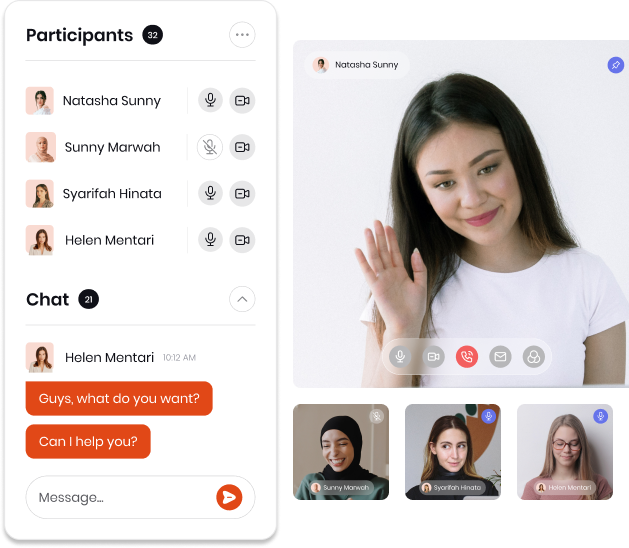 Participants 32
Natasha Sunny
Sunny Marwah
Syarifah Hinata
Helen Mentari
Chat 21
Helen Mentari 10:12 AM
Guys, what do you want?
Can I help you?
Message...
Natasha Sunny
Sunny Marwah
Syarifah Hinata
Helen Mentari